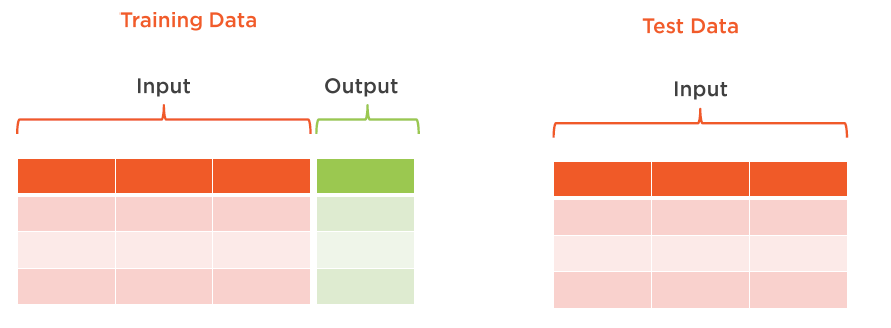 Training Data
Test Data
Input
Output
Input